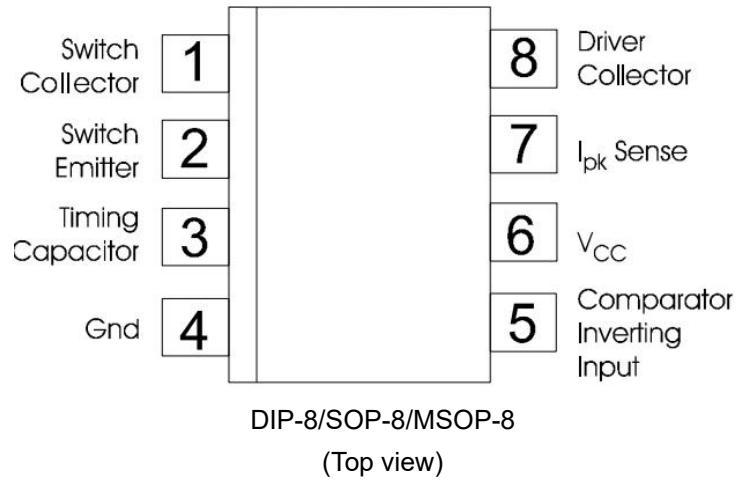 Switch
Collector
1
Switch
Emitter
2
Timing
Capacitor
3
Gnd
4
8
Driver
Collector
7
Ipk Sense
6
VCC
5
Comparator
Inverting
Input
DIP-8/SOP-8/MSOP-8
(Top view)